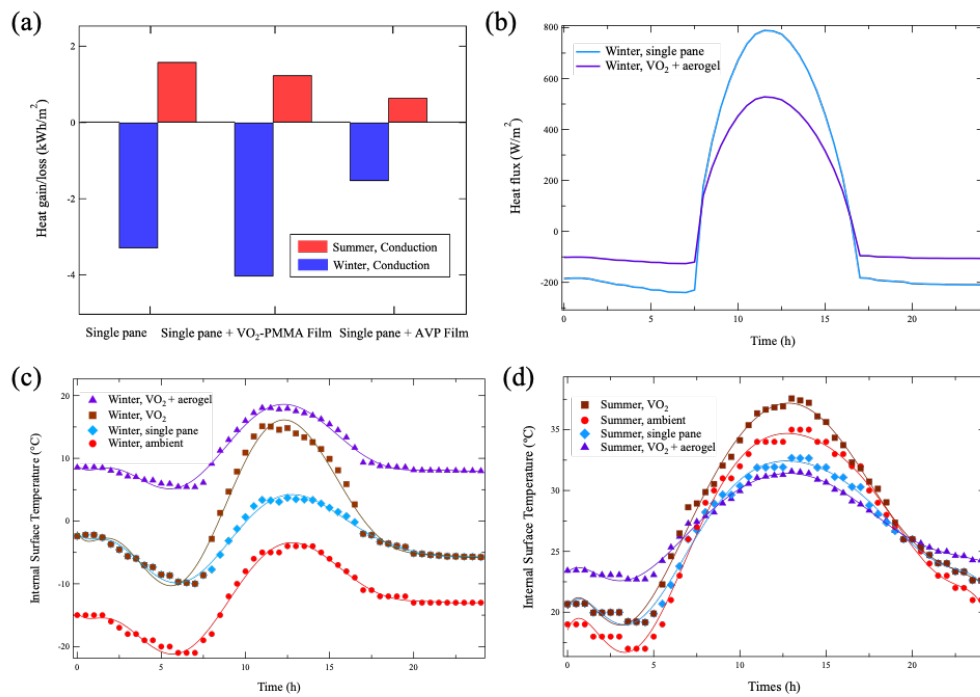 (a)
Heat gain/loss (kWh/m²)
2
0
-2
-4
Summer, Conduction
Winter, Conduction
Single pane
Single pane + VO₂-PMMA Film
Single pane + AVP Film
(b)
Heat flux (W/m²)
800
600
400
200
0
-200
Winter, single pane
Winter, VO₂ + aerogel
0
5
10
15
20
Time (h)
(c)
Internal Surface Temperature (°C)
20
10
0
-10
-20
Winter, VO₂ + aerogel
Winter, VO₂
Winter, single pane
Winter, ambient
0
5
10
15
20
Time (h)
(d)
Internal Surface Temperature (°C)
35
30
25
20
Summer, VO₂
Summer, ambient
Summer, single pane
Summer, VO₂ + aerogel
0
5
10
15
20
Times (h)